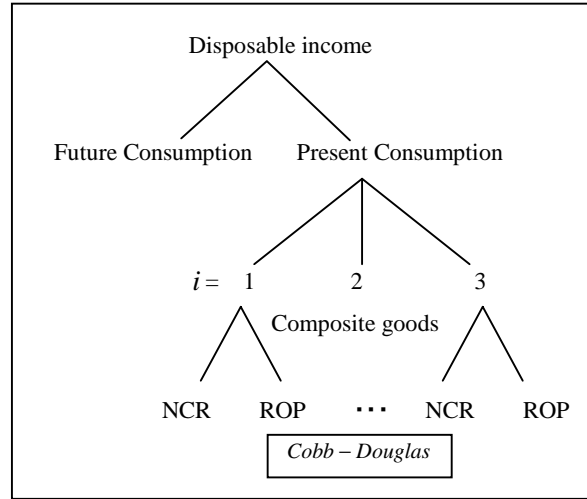 Disposable income
Future Consumption Present Consumption
i = 1 2 3
Composite goods
NCR ROP ... NCR ROP
Cobb – Douglas